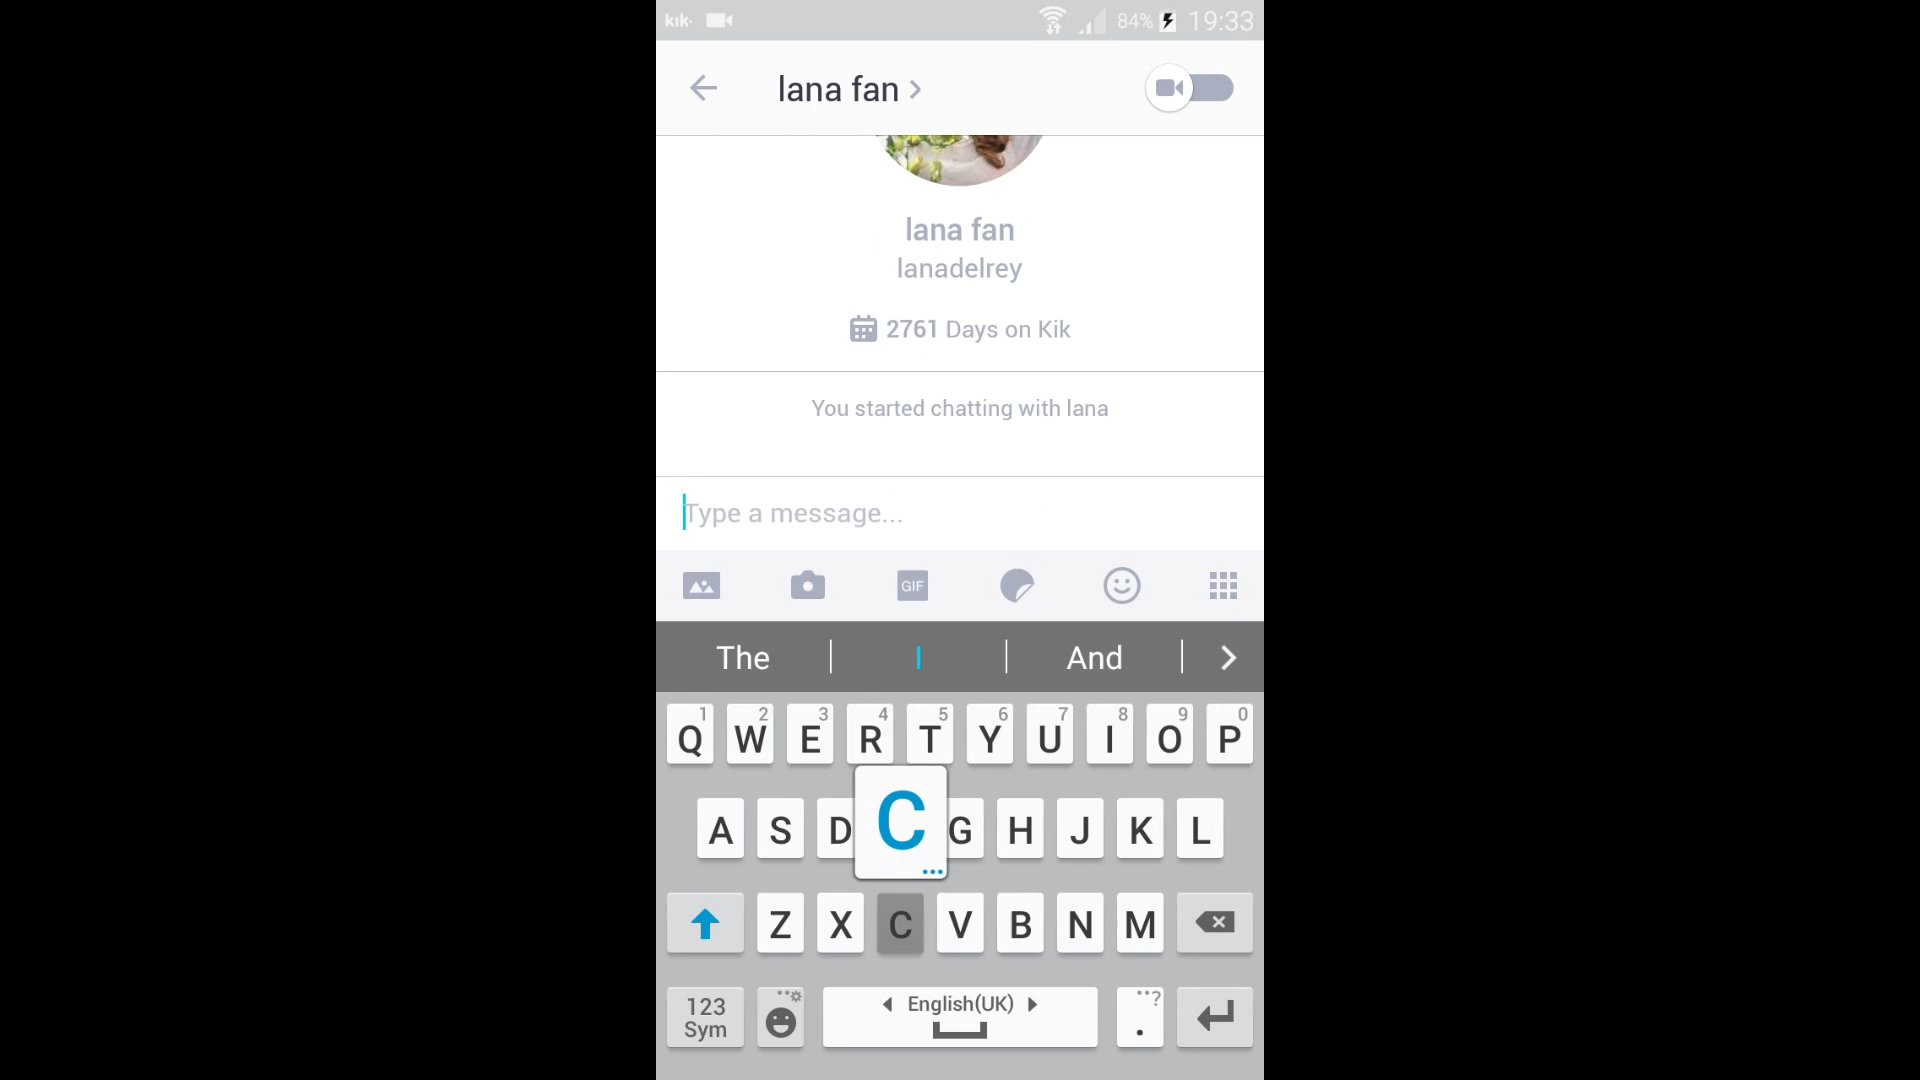 kik 84% 19:33
lana fan
lana fan
lanadelrey
2761 Days on Kik
You started chatting with lana
Type a message...
GIF
The I And
1 2 3 4 5 6 7 8 9 0
Q W E R T Y U I O P
A S D C G H J K L
Z X C V B N M
123 English(UK) ?
Sym .